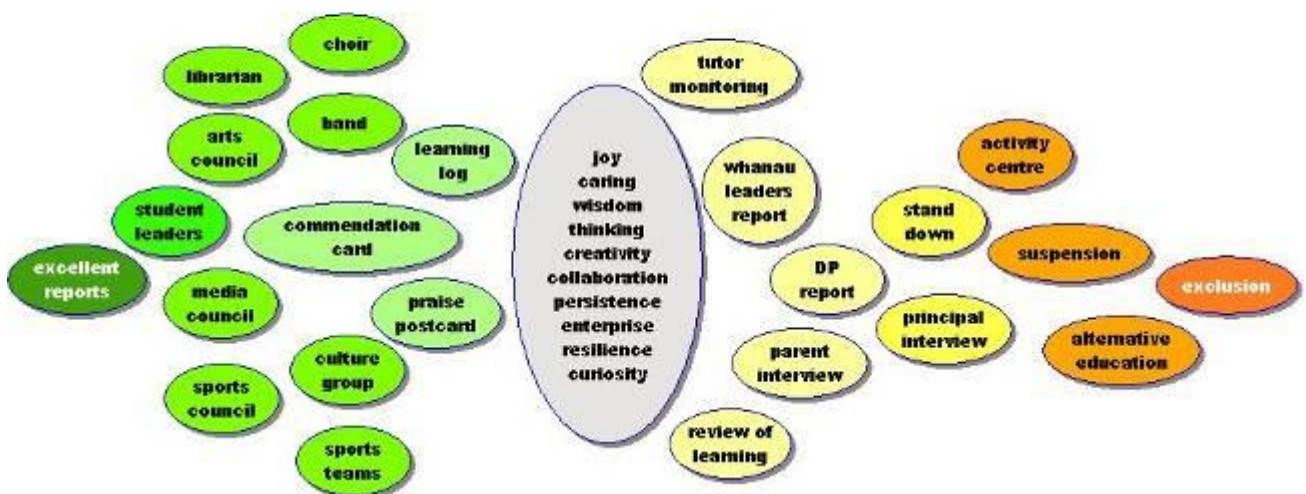 choir
librarian
band
arts
council
learning
log
student
leaders
commendation
card
excellent
reports
media
council
praise
postcard
culture
group
sports
council
sports
teams
joy
caring
wisdom
thinking
creativity
collaboration
persistence
enterprise
resilience
curiosity
tutor
monitoring
whanau
leaders
report
DP
report
parent
interview
review of
learning
stand
down
principal
interview
activity
centre
suspension
alternative
education
exclusion